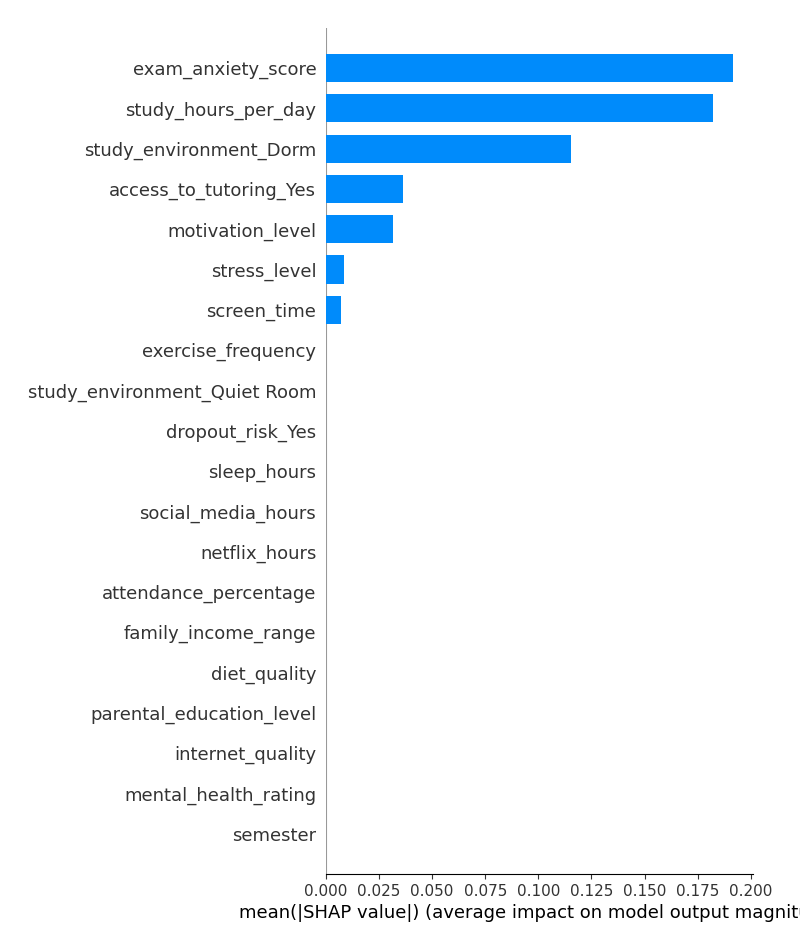 exam_anxiety_score
study_hours_per_day
study_environment_Dorm
access_to_tutoring_Yes
motivation_level
stress_level
screen_time
exercise_frequency
study_environment_Quiet Room
dropout_risk_Yes
sleep_hours
social_media_hours
netflix_hours
attendance_percentage
family_income_range
diet_quality
parental_education_level
internet_quality
mental_health_rating
semester
0.000 0.025 0.050 0.075 0.100 0.125 0.150 0.175 0.200
mean(|SHAP value|) (average impact on model output magnitu